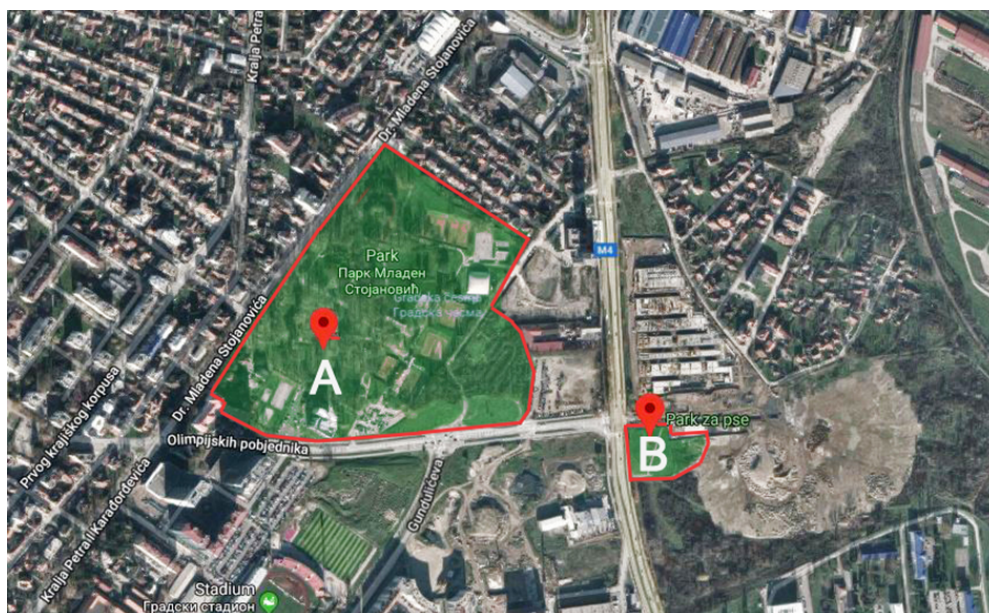 Kralja Petra
Dr. Mladena Stojanovića
M4
Park
Парк Младен
Стојановић
Gradska česma
Градска чесма
A
Dr. Mladena Stojanovića
Prvog krajiškog korpusa
Olimpijskih pobjednika
Park za pse
B
Kralja Petra I Karađorđevića
Gundulićeva
Stadium
Градски стадион